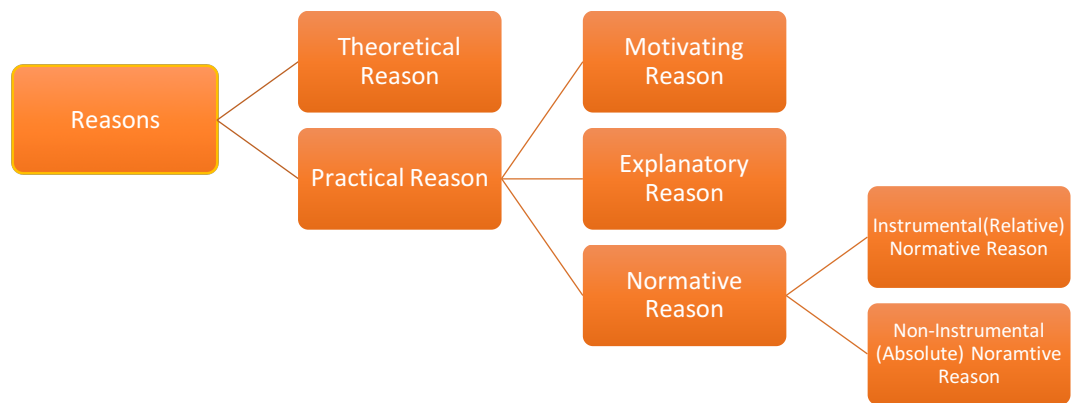 Reasons
Theoretical
Reason
Practical Reason
Motivating
Reason
Explanatory
Reason
Normative
Reason
Instrumental(Relative)
Normative Reason
Non-Instrumental
(Absolute) Noramtive
Reason